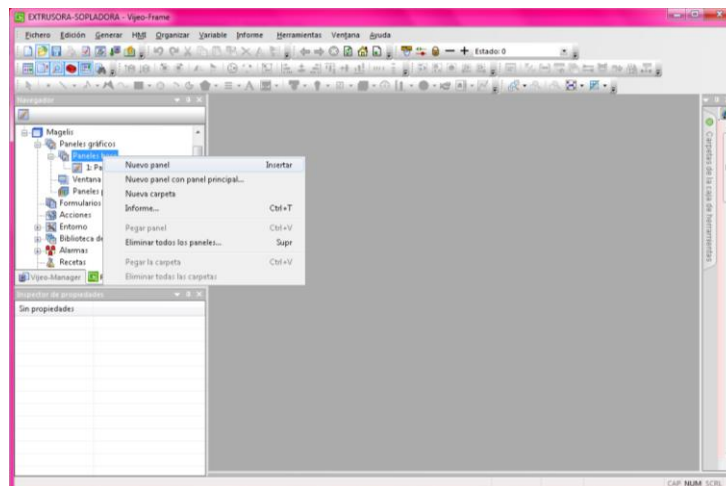 EXTRUSORA-SOPLADORA - Vijeo-Frame
Fichero Edición Generar HMI Organizar Variable Informe Herramientas Ventana Ayuda
Estado: 0
Navegador
Magelis
Paneles gráficos
Paneles base
1: Pa
Ventana
Paneles
Formularios
Acciones
Entorno
Biblioteca de
Alarmas
Recetas
Nuevo panel Insertar
Nuevo panel con panel principal...
Nueva carpeta
Informe... Ctrl+T
Pegar panel Ctrl+V
Eliminar todos los paneles... Supr
Pegar la carpeta Ctrl+V
Eliminar todas las carpetas
Vijeo-Manager
Inspector de propiedades
Sin propiedades
Carpetas de la caja de herramientas
CAP NUM SCRL